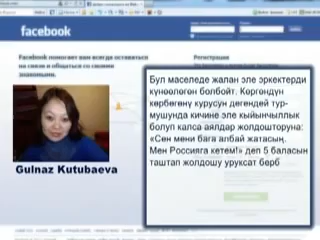 facebook
Facebook помогает вам всегда оставаться
на связи и общаться со своими
знакомыми.
Регистрация
Gulnaz Kutubaeva
Бул маселеде жалан эле эркектерди
күнөөлөгөн болбойт. Көргөндүн
көрбөгөнү курусун дегендей тур-
мушунда кичине эле кыйынчылык
болуп калса аялдар жолдошторуна:
«Сен мени бага албай жатасың.
Мен Россияга кетем!» деп 5 баласын
таштап жолдошу уруксат берб